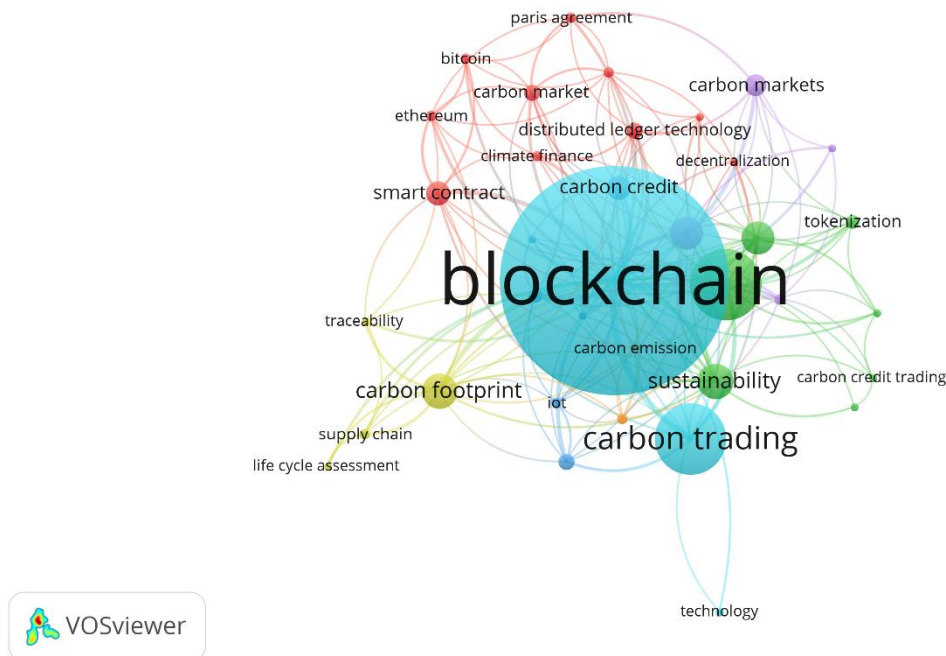 paris agreement
bitcoin
carbon market
carbon markets
ethereum
distributed ledger technology
climate finance
decentralization
smart contract
carbon credit
tokenization
blockchain
traceability
carbon emission
carbon footprint
sustainability
carbon credit trading
iot
supply chain
carbon trading
life cycle assessment
technology
VOSviewer